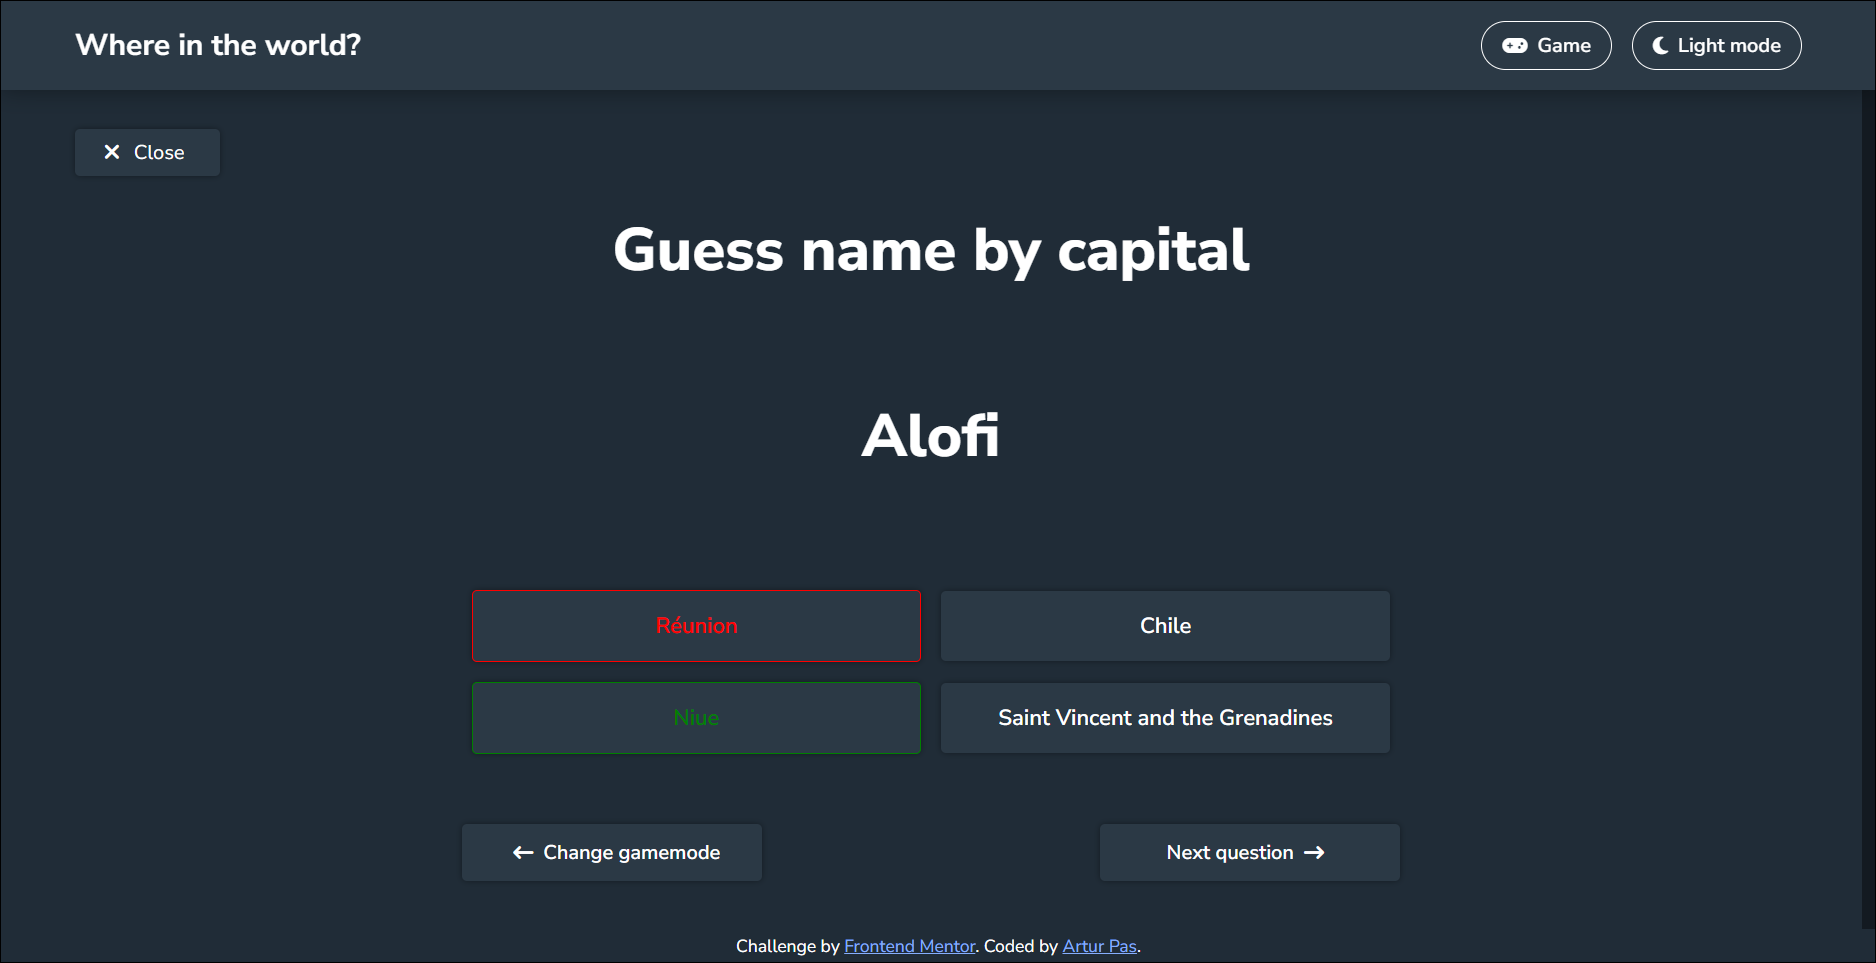 Where in the world?
Game
Light mode
Close
Guess name by capital
Alofi
Réunion
Chile
Niue
Saint Vincent and the Grenadines
Change gamemode
Next question
Challenge by Frontend Mentor. Coded by Artur Pas.